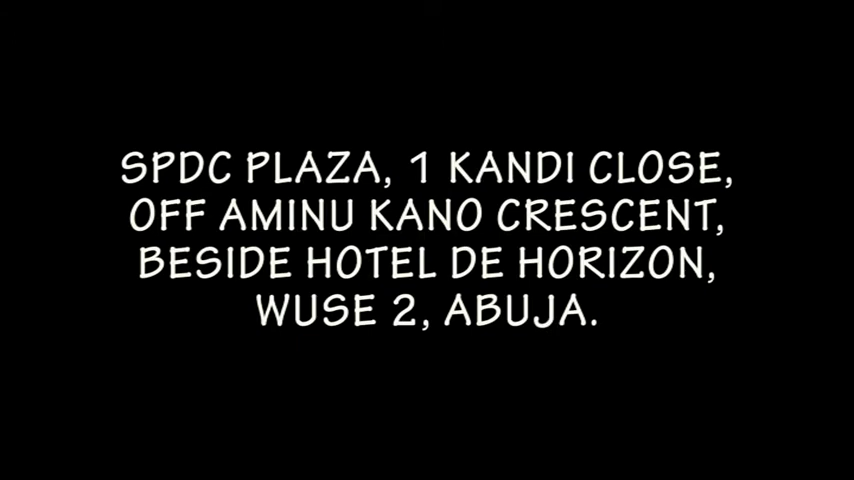 SPDC PLAZA, 1 KANDI CLOSE,
OFF AMINU KANO CRESCENT,
BESIDE HOTEL DE HORIZON,
WUSE 2, ABUJA.